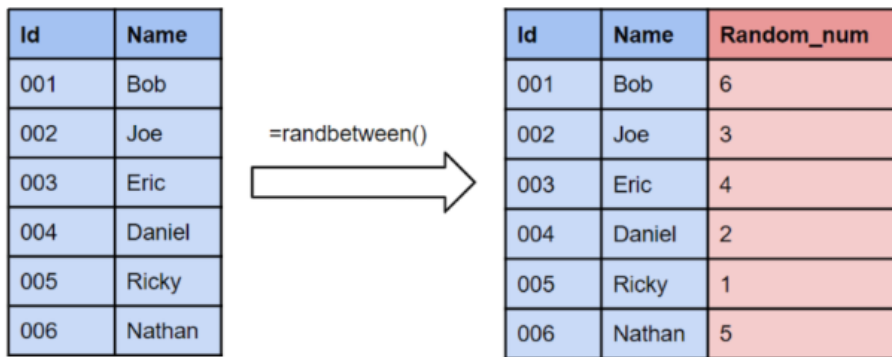 Id Name
001 Bob
002 Joe
003 Eric
004 Daniel
005 Ricky
006 Nathan
=randbetween()
Id Name Random_num
001 Bob 6
002 Joe 3
003 Eric 4
004 Daniel 2
005 Ricky 1
006 Nathan 5